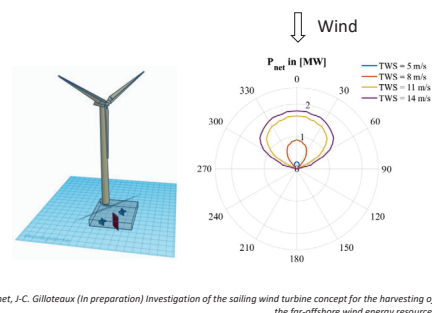 Wind
P_net in [MW]
TWS = 5 m/s
TWS = 8 m/s
TWS = 11 m/s
TWS = 14 m/s
0
330
30
2
300
60
1
270
0
90
240
120
210
150
180
net, J-C. Gilloteaux (In preparation) Investigation of the sailing wind turbine concept for the harvesting of
the far-offshore wind energy resource